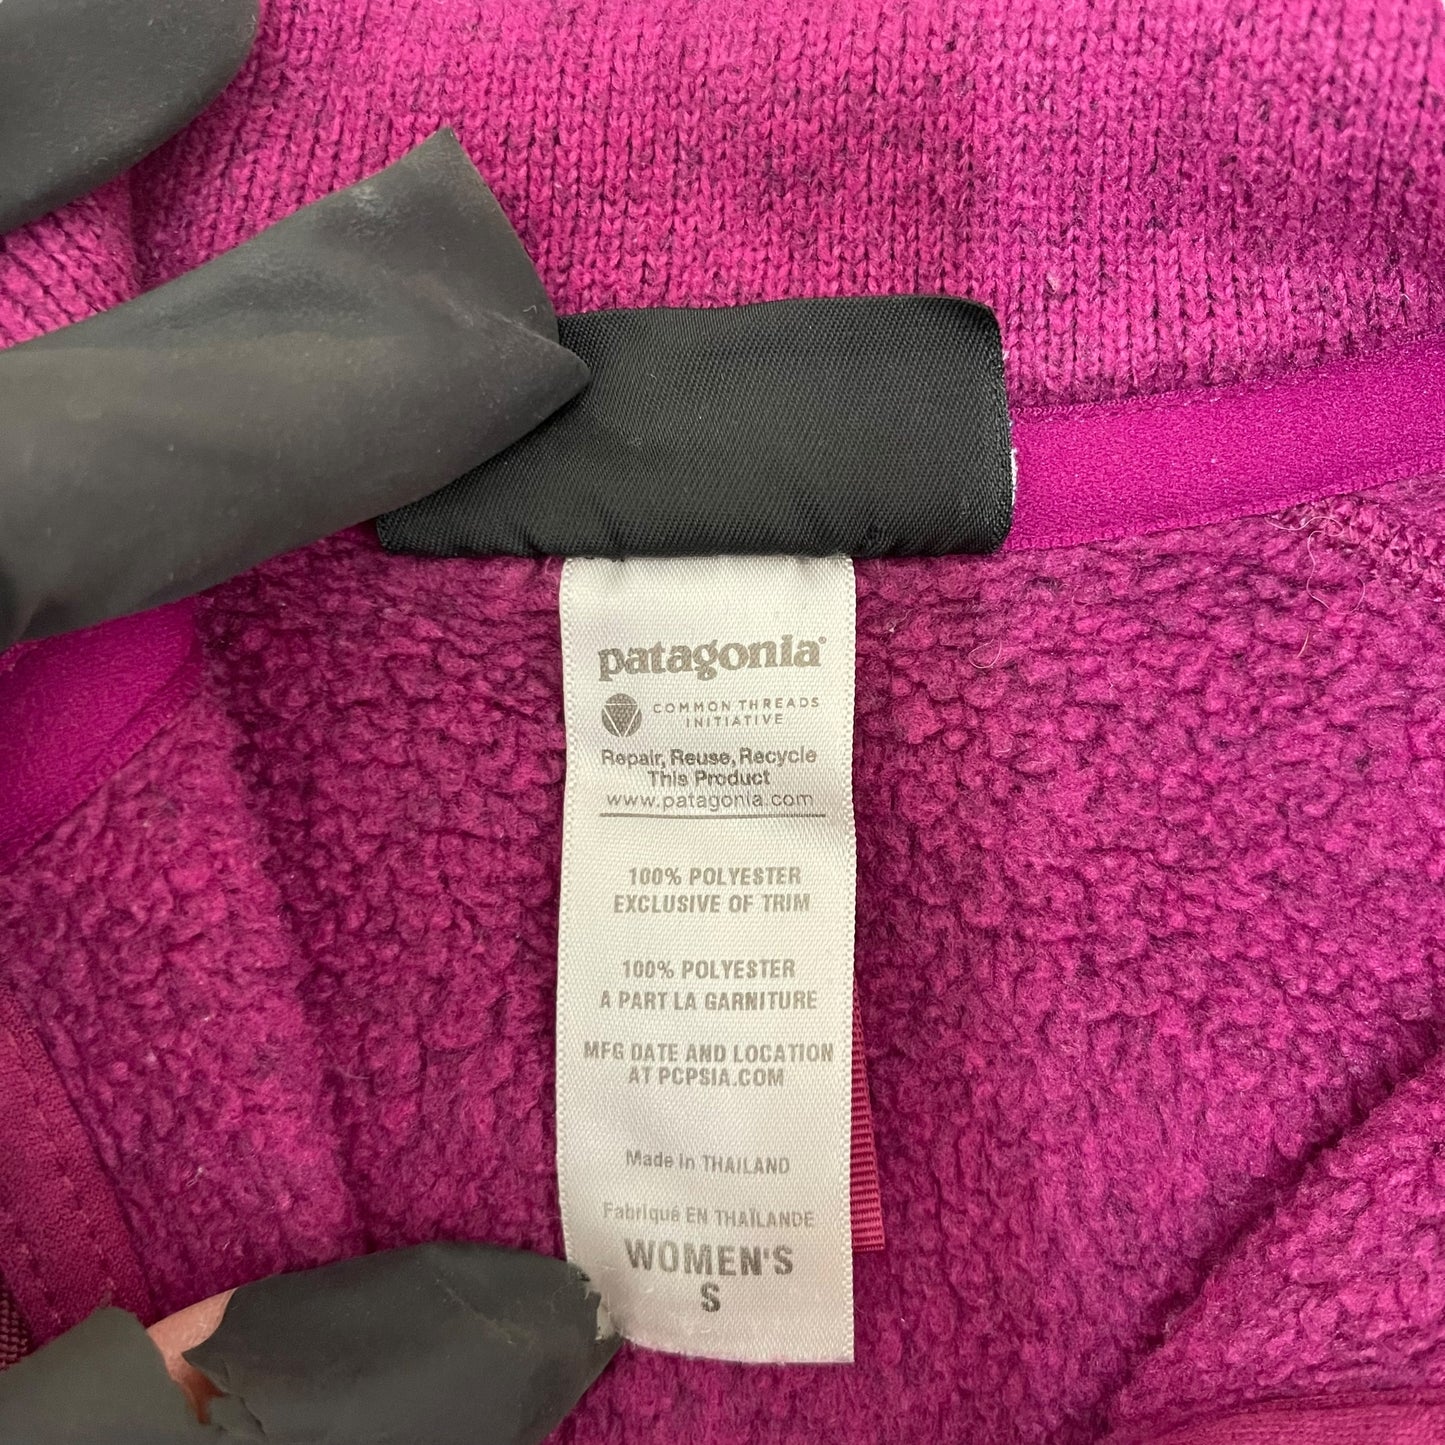 patagonia®
COMMON THREADS
INITIATIVE
Repair, Reuse, Recycle
This Product
www.patagonia.com
100% POLYESTER
EXCLUSIVE OF TRIM
100% POLYESTER
A PART LA GARNITURE
MFG DATE AND LOCATION
AT PCPSIA.COM
Made in THAILAND
Fabriqué EN THAÏLANDE
WOMEN'S
S